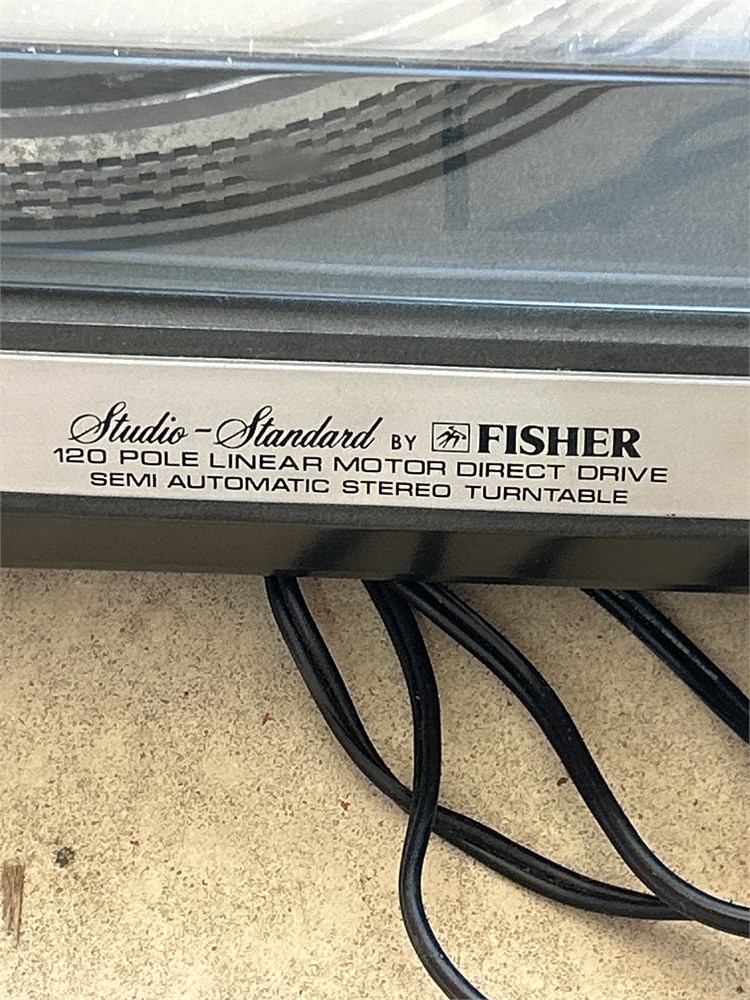 Studio-Standard BY FISHER
120 POLE LINEAR MOTOR DIRECT DRIVE
SEMI AUTOMATIC STEREO TURNTABLE